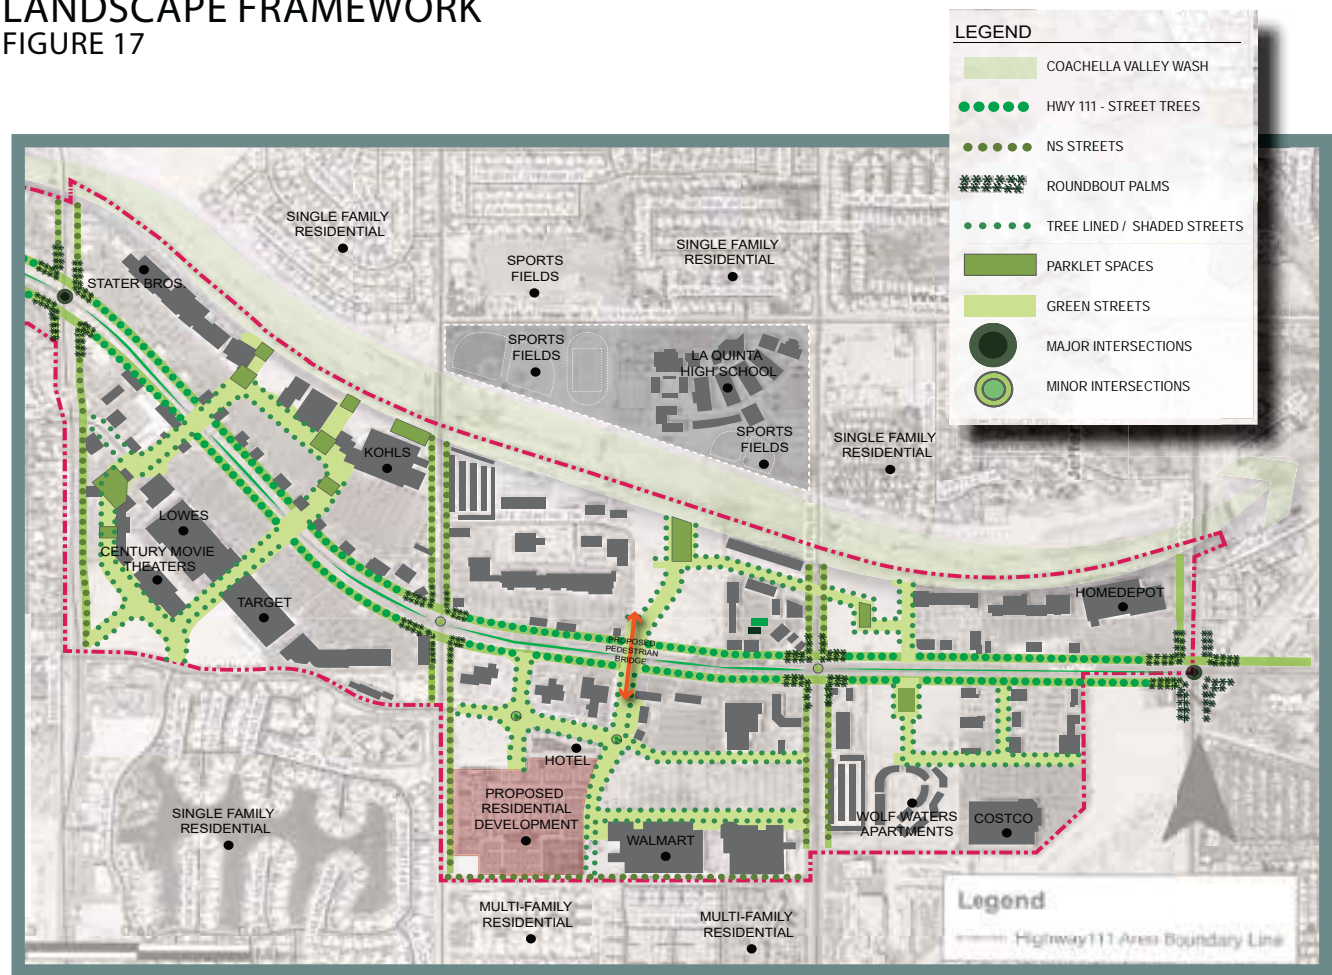 LANDSCAPE FRAMEWORK
FIGURE 17
LEGEND
COACHELLA VALLEY WASH
HWY 111 - STREET TREES
NS STREETS
ROUNDBOUT PALMS
TREE LINED / SHADED STREETS
PARKLET SPACES
GREEN STREETS
MAJOR INTERSECTIONS
MINOR INTERSECTIONS
SINGLE FAMILY
RESIDENTIAL
SPORTS
FIELDS
SINGLE FAMILY
RESIDENTIAL
STATER BROS.
SPORTS
FIELDS
LA QUINTA
HIGH SCHOOL
SPORTS
FIELDS
SINGLE FAMILY
RESIDENTIAL
KOHLS
LOWES
CENTURY MOVIE
THEATERS
TARGET
HOMEDEPOT
PROPOSED
PEDESTRIAN
BRIDGE
HOTEL
PROPOSED
RESIDENTIAL
DEVELOPMENT
SINGLE FAMILY
RESIDENTIAL
WALMART
WOLF WATERS
APARTMENTS
COSTCO
MULTI-FAMILY
RESIDENTIAL
MULTI-FAMILY
RESIDENTIAL
Legend
Highway111 Area Boundary Line